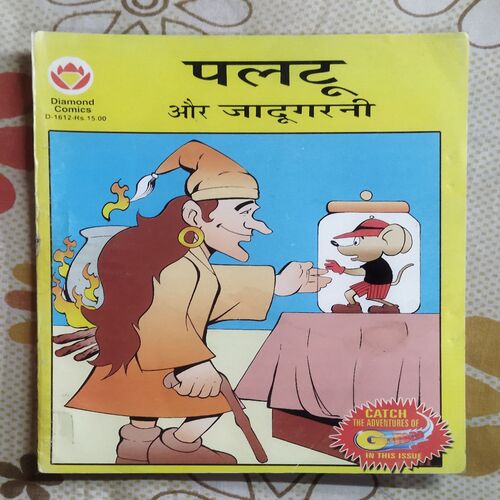 Diamond
Comics
D-1612-Rs.15.00
पलटू
और जादूगरनी
CATCH
THE ADVENTURES OF
IN THIS ISSUE